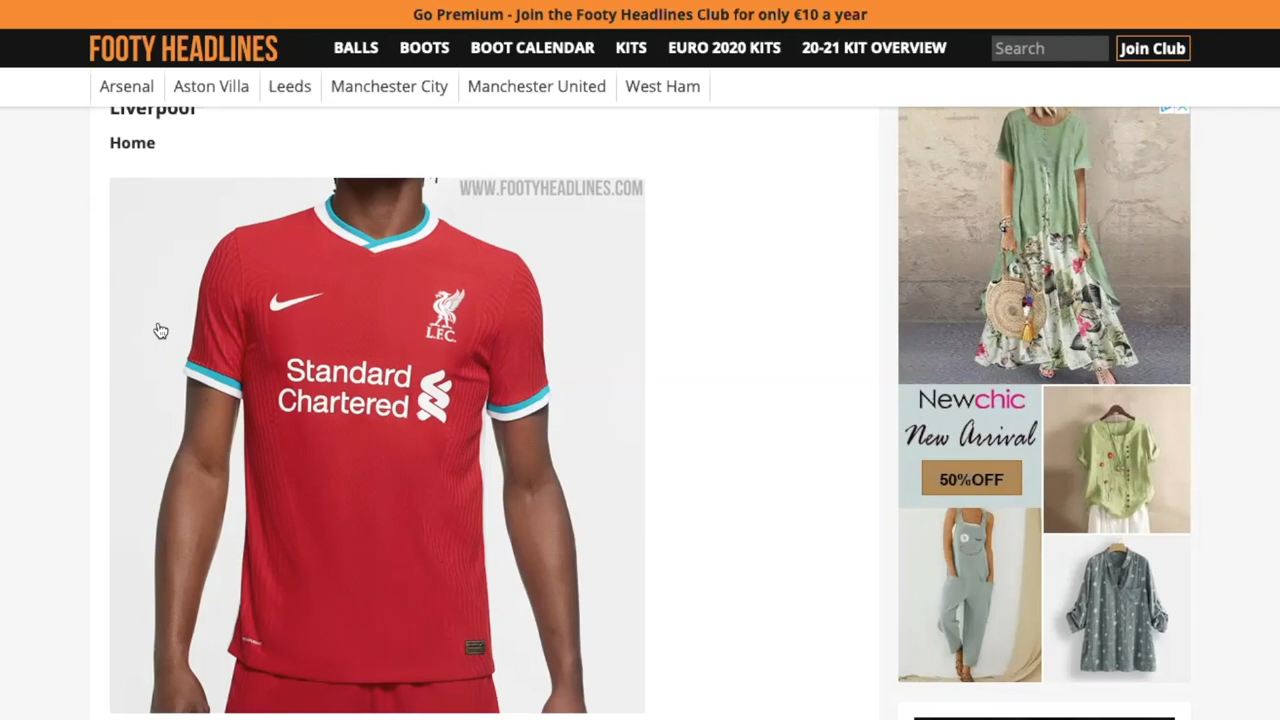 Go Premium - Join the Footy Headlines Club for only €10 a year
FOOTY HEADLINES
BALLS BOOTS BOOT CALENDAR KITS EURO 2020 KITS 20-21 KIT OVERVIEW
Search
Join Club
Arsenal Aston Villa Leeds Manchester City Manchester United West Ham
Liverpool
Home
WWW.FOOTYHEADLINES.COM
L.F.C.
Standard
Chartered
Newchic
New Arrival
50%OFF